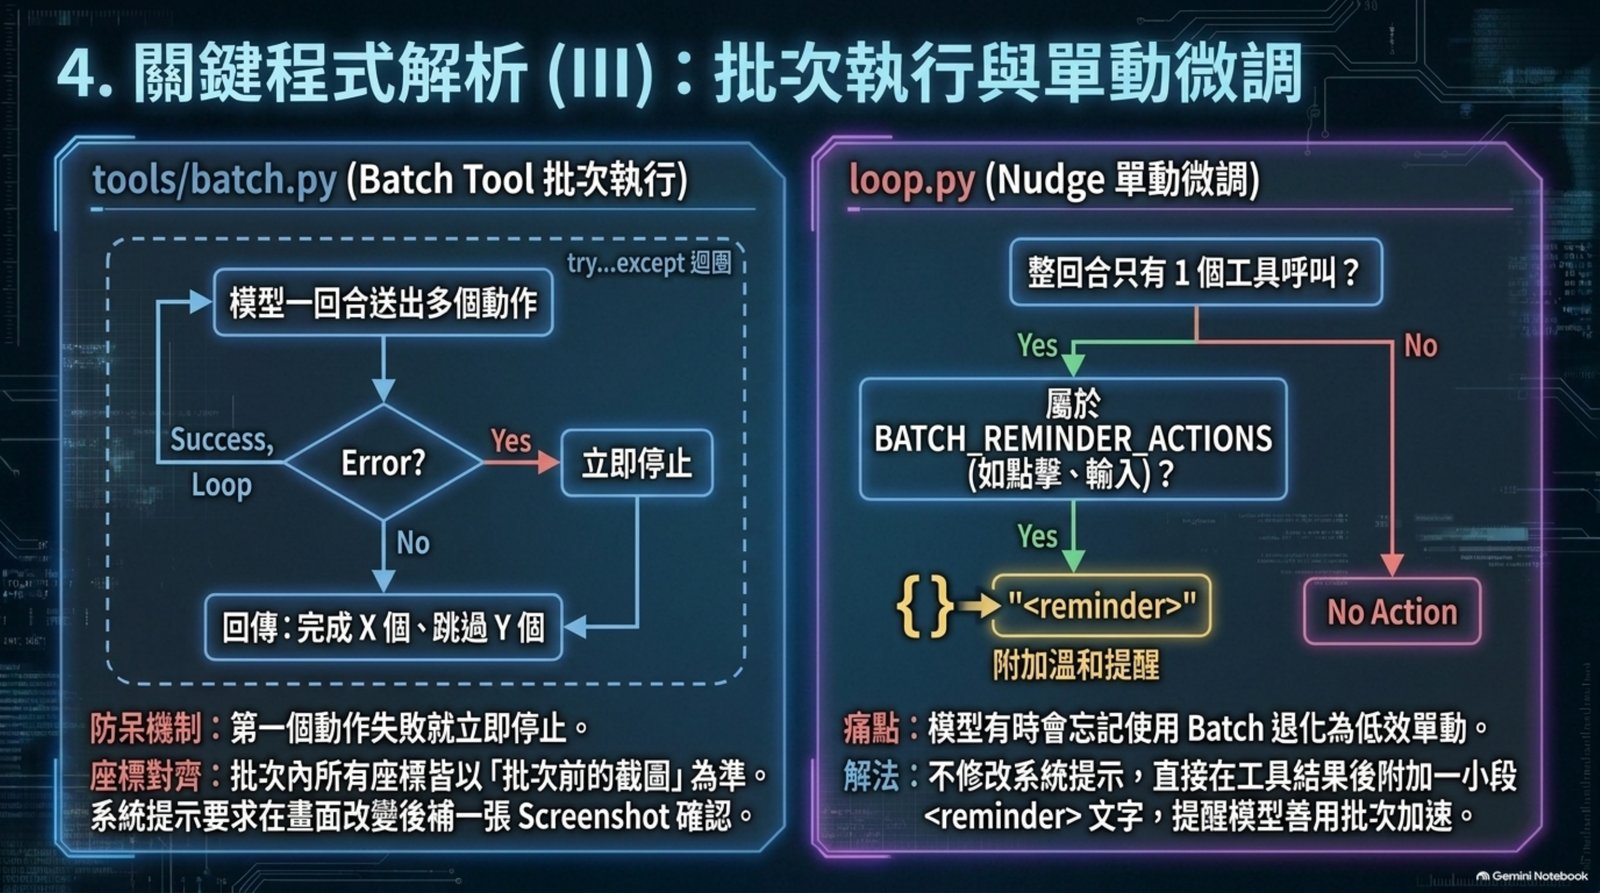 4. 關鍵程式解析 (III)：批次執行與單動微調
tools/batch.py (Batch Tool 批次執行)
try...except 迴圈
模型一回合送出多個動作
Error?
Success,
Loop
Yes
立即停止
No
回傳：完成 X 個、跳過 Y 個
防呆機制：第一個動作失敗就立即停止。
座標對齊：批次內所有座標皆以「批次前的截圖」為準。
系統提示要求在畫面改變後補一張 Screenshot 確認。
loop.py (Nudge 單動微調)
整回合只有 1 個工具呼叫？
Yes
No
屬於
BATCH_REMINDER_ACTIONS
(如點擊、輸入)？
Yes
{} "<reminder>"
附加溫和提醒
No Action
痛點：模型有時會忘記使用 Batch 退化為低效單動。
解法：不修改系統提示，直接在工具結果後附加一小段
<reminder> 文字，提醒模型善用批次加速。
Gemini Notebook